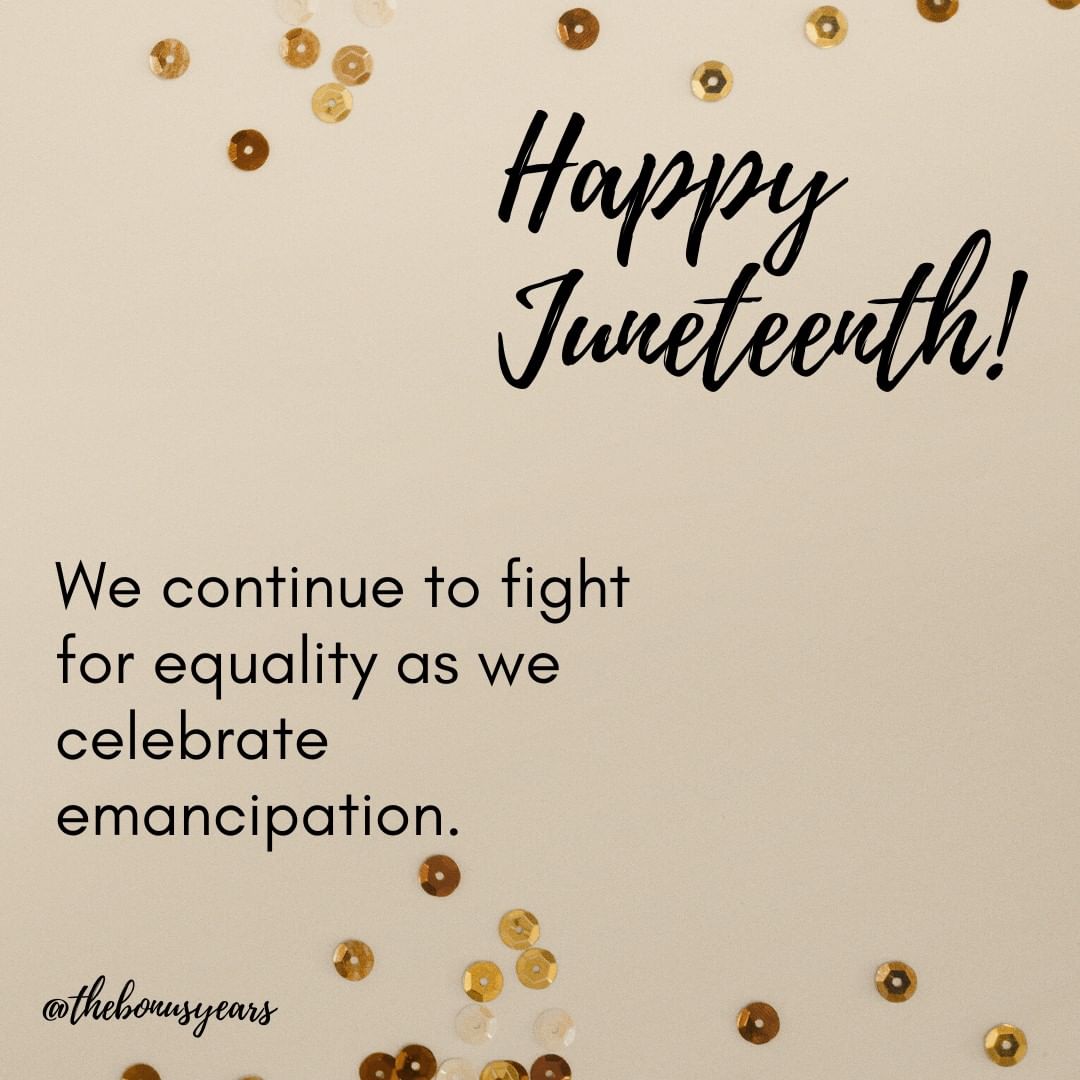 Happy
Juneteenth!
We continue to fight
for equality as we
celebrate
emancipation.
@thebonusyears